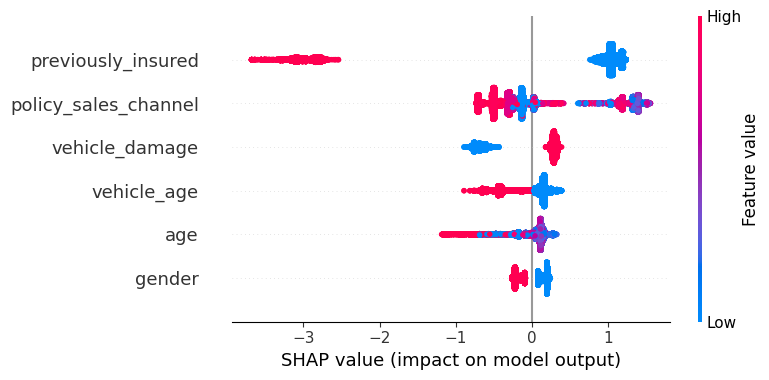 High
previously_insured
policy_sales_channel
vehicle_damage
vehicle_age
age
gender
Feature value
Low
−3 −2 −1 0 1
SHAP value (impact on model output)